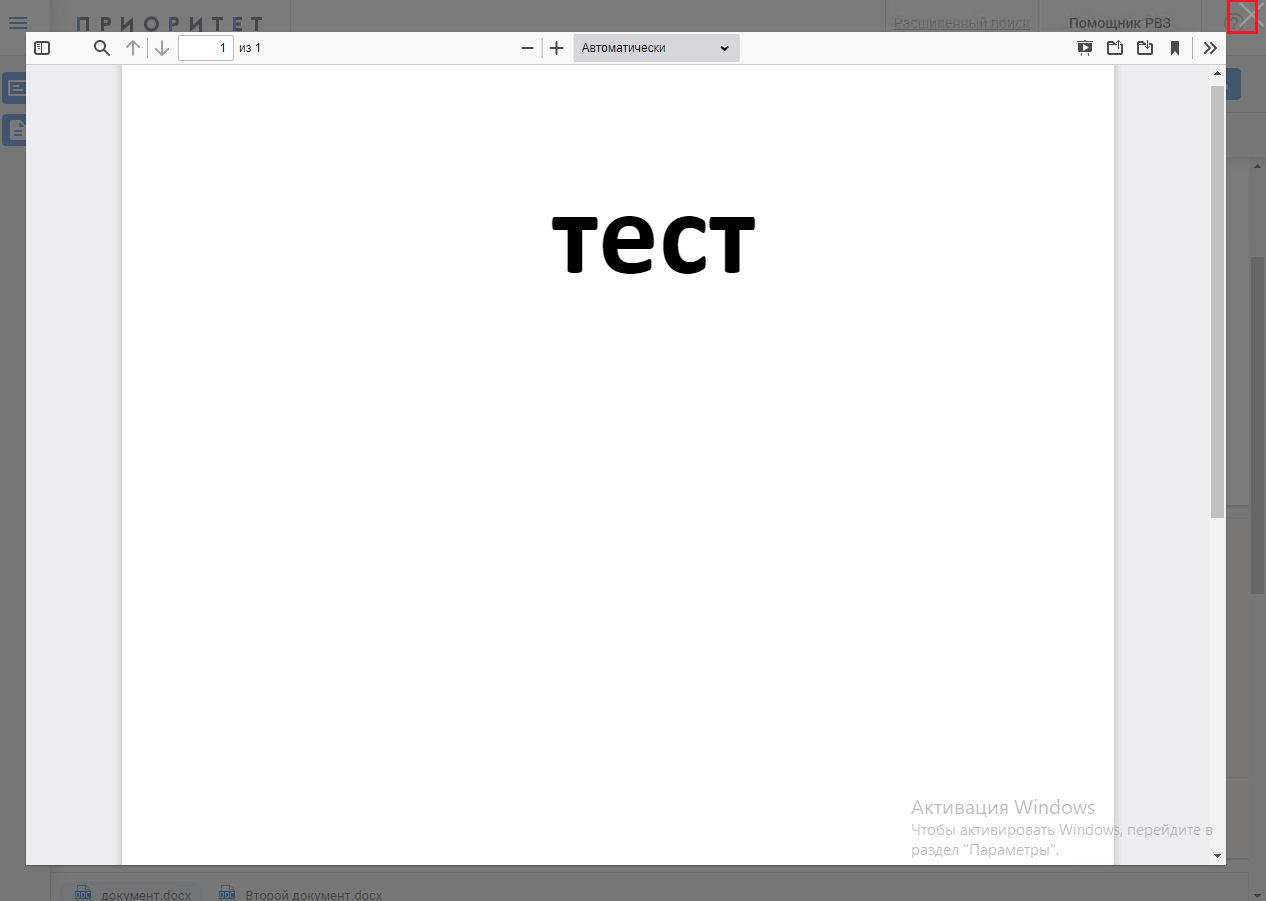 ПРИОРИТЕТ
Расширенный поиск
Помощник РВЗ
1 из 1
Автоматически
тест
Активация Windows
Чтобы активировать Windows, перейдите в
раздел "Параметры".
документ.docx
Второй документ.docx